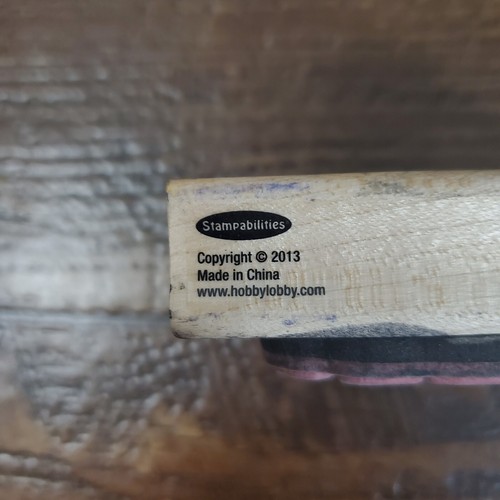 Stampabilities
Copyright © 2013
Made in China
www.hobbylobby.com